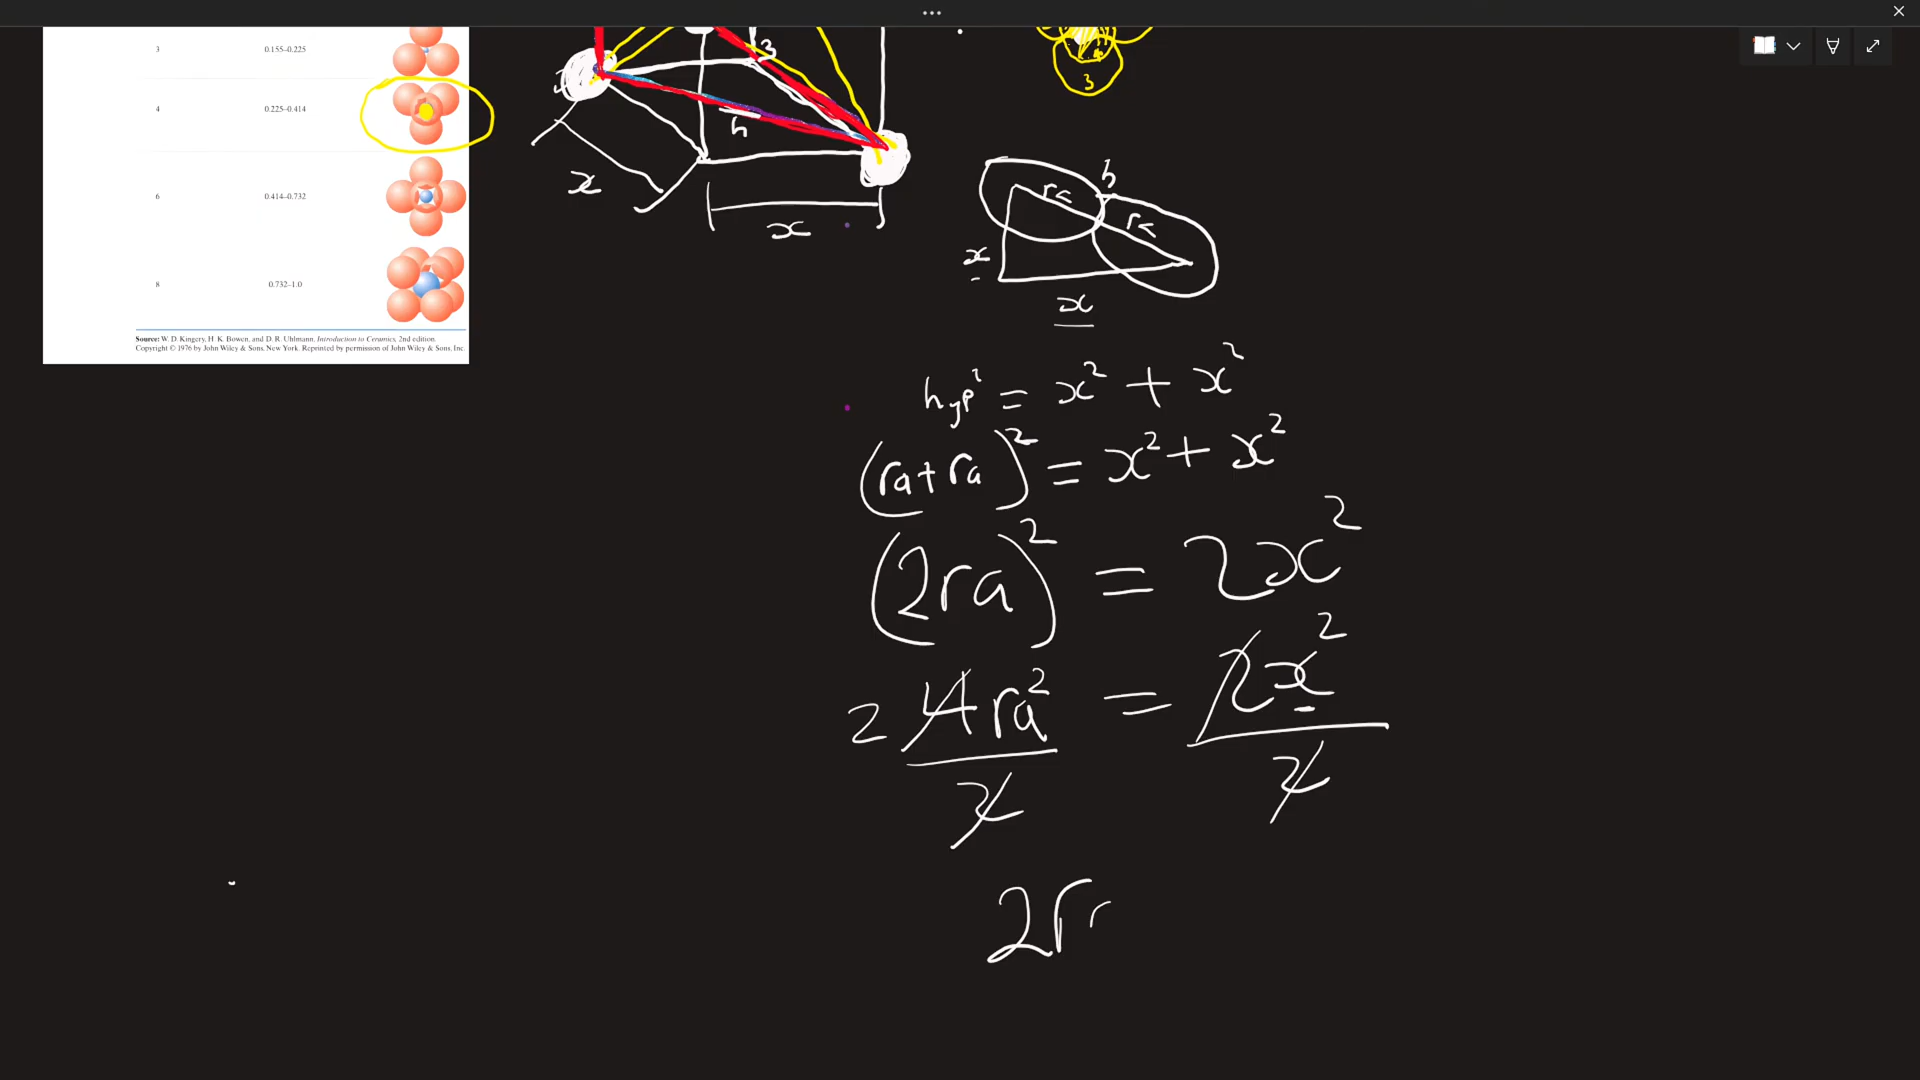 3 0.155–0.225
4 0.225–0.414
6 0.414–0.732
8 0.732–1.0
Source: W. D. Kingery, H. K. Bowen, and D. R. Uhlmann, Introduction to Ceramics, 2nd edition.
Copyright © 1976 by John Wiley & Sons, New York. Reprinted by permission of John Wiley & Sons, Inc.
3
h
x
x
3
h
ra
ra
x
x
hyp² = x² + x²
(ra+ra)² = x² + x²
(2ra)² = 2x²
2 4ra² = 2x²
2 2
2r